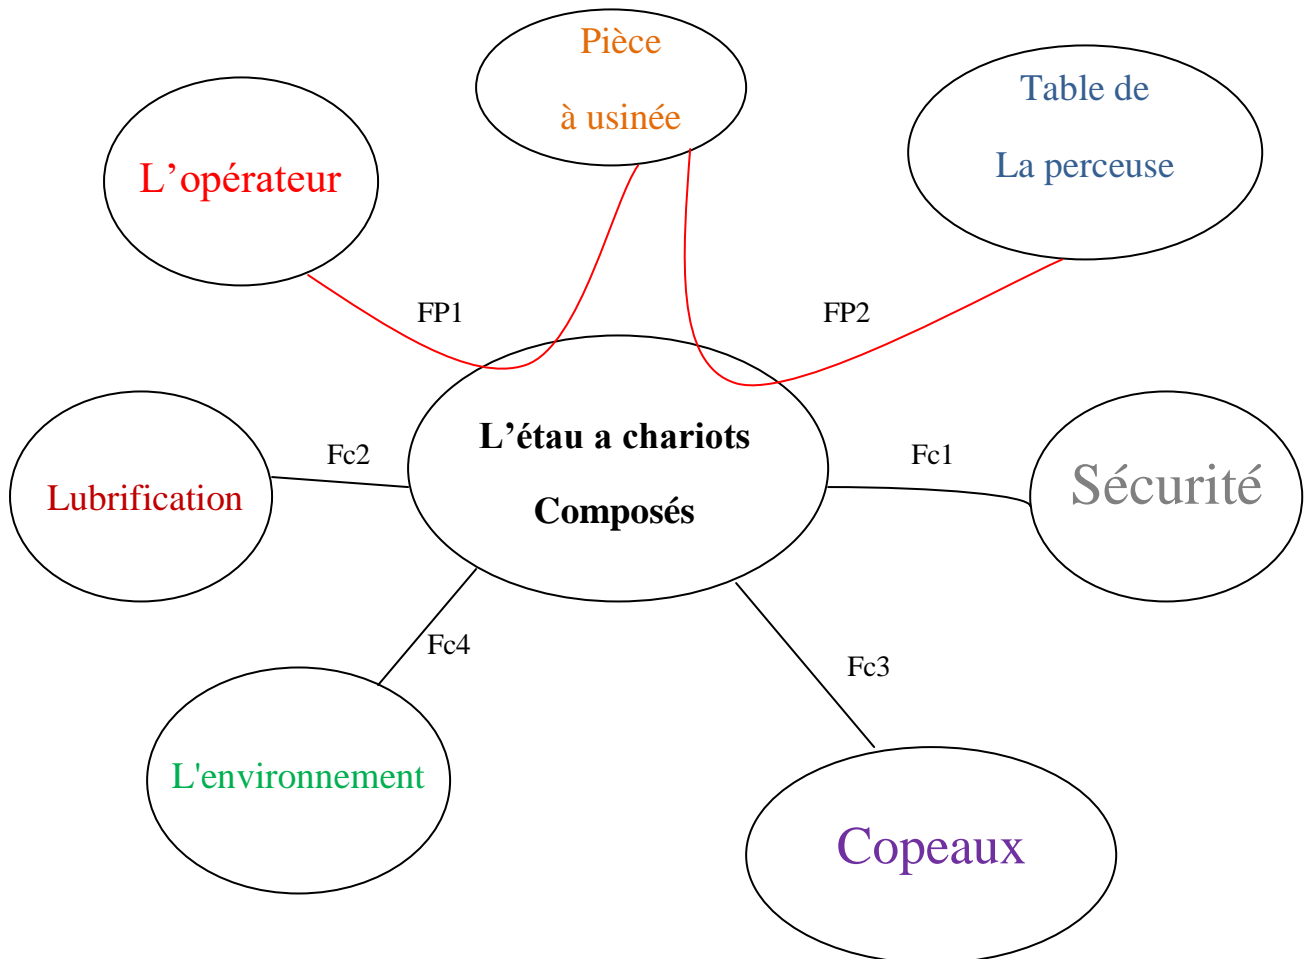 Pièce
à usinée
Table de
La perceuse
L’opérateur
FP1
FP2
L’étau a chariots
Composés
Fc2
Fc1
Lubrification
Sécurité
Fc4
Fc3
L'environnement
Copeaux